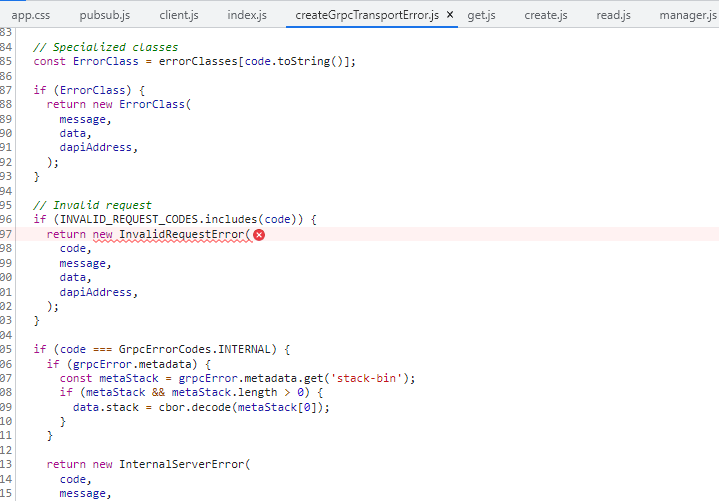 app.css pubsub.js client.js index.js createGrpcTransportError.js × get.js create.js read.js manager.js
83
84 // Specialized classes
85 const ErrorClass = errorClasses[code.toString()];
86
87 if (ErrorClass) {
88 return new ErrorClass(
89 message,
90 data,
91 dapiAddress,
92 );
93 }
94
95 // Invalid request
96 if (INVALID_REQUEST_CODES.includes(code)) {
97 return new InvalidRequestError(
98 code,
99 message,
00 data,
01 dapiAddress,
02 );
03 }
04
05 if (code === GrpcErrorCodes.INTERNAL) {
06 if (grpcError.metadata) {
07 const metaStack = grpcError.metadata.get('stack-bin');
08 if (metaStack && metaStack.length > 0) {
09 data.stack = cbor.decode(metaStack[0]);
10 }
11 }
12
13 return new InternalServerError(
14 code,
15 message,